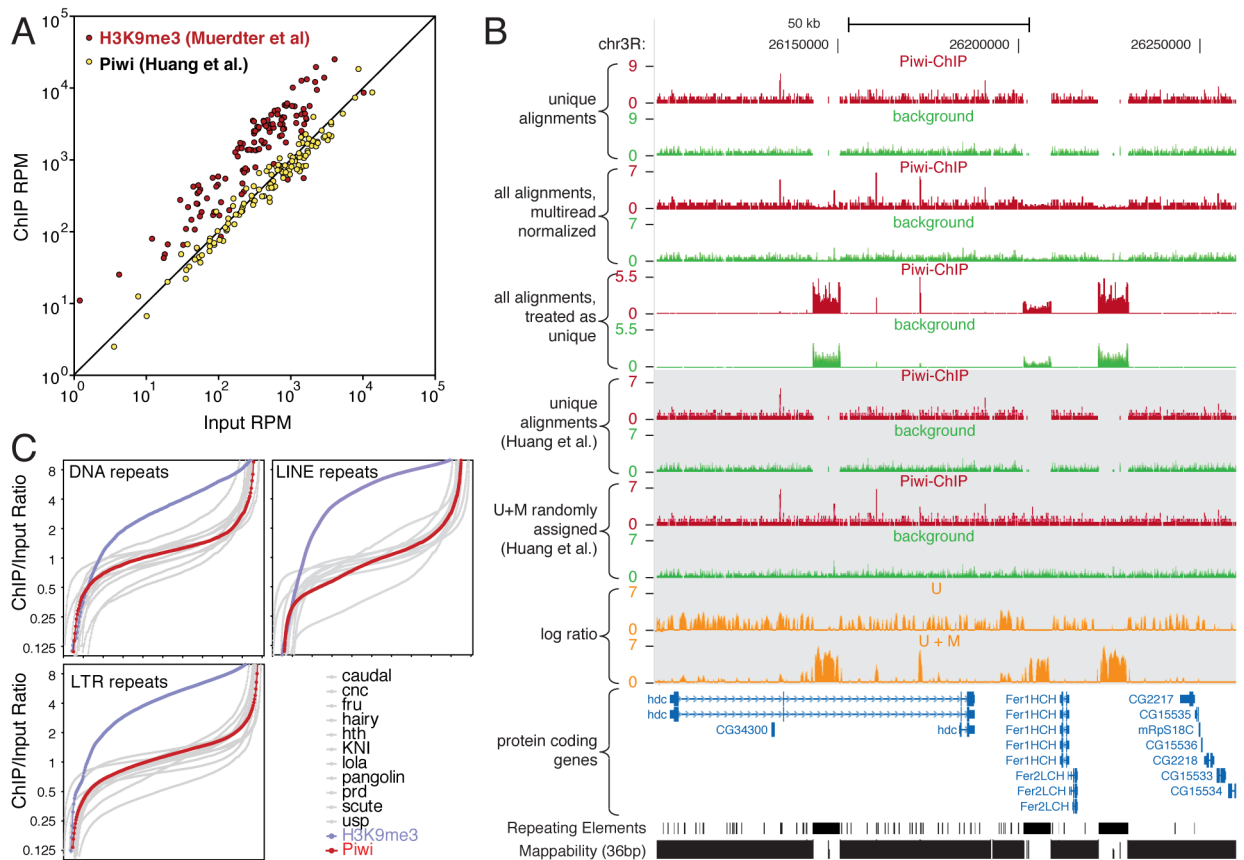 A
10^5
10^4
10^3
10^2
10^1
10^0
ChIP RPM
H3K9me3 (Muerdter et al)
Piwi (Huang et al.)
10^0
10^1
10^2
10^3
10^4
10^5
Input RPM
B
50 kb
chr3R:
26150000
26200000
26250000
unique
alignments
9
Piwi-ChIP
0
9
background
0
all alignments,
multiread
normalized
7
Piwi-ChIP
0
7
background
0
all alignments,
treated as
unique
5.5
Piwi-ChIP
0
5.5
background
0
unique
alignments
(Huang et al.)
7
Piwi-ChIP
0
7
background
0
U+M randomly
assigned
(Huang et al.)
7
Piwi-ChIP
0
7
background
0
log ratio
7
U
0
7
U + M
0
protein coding
genes
hdc
hdc
CG34300
hdc
Fer1HCH
Fer1HCH
Fer1HCH
Fer1HCH
Fer1HCH
Fer2LCH
Fer2LCH
Fer2LCH
CG2217
CG15535
mRpS18C
CG15536
CG2218
CG15533
CG15534
Repeating Elements
Mappability (36bp)
C
DNA repeats
LINE repeats
ChIP/Input Ratio
8
4
2
1
0.5
0.25
0.125
LTR repeats
ChIP/Input Ratio
8
4
2
1
0.5
0.25
0.125
caudal
cnc
fru
hairy
hth
KNI
lola
pangolin
prd
scute
usp
H3K9me3
Piwi